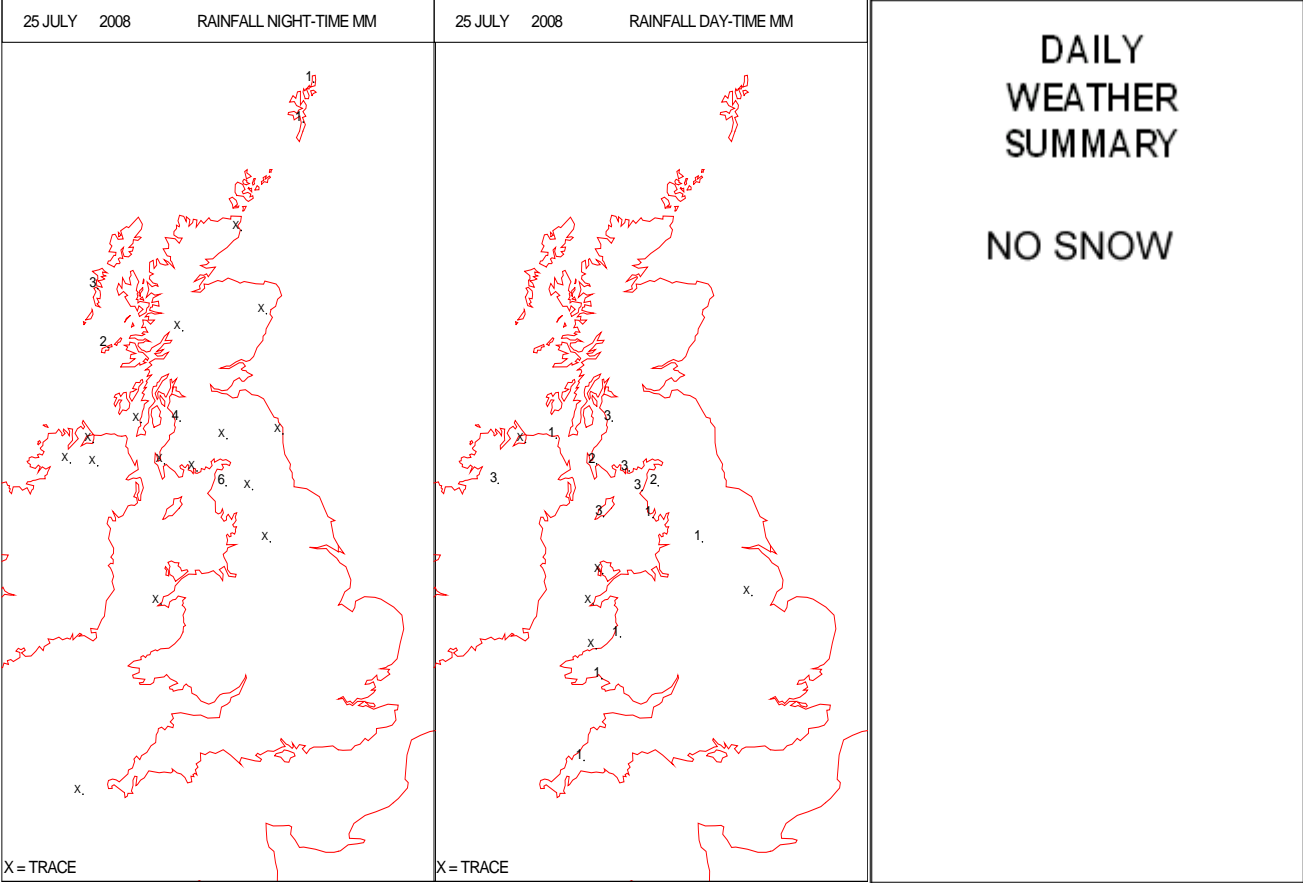 25 JULY 2008 RAINFALL NIGHT-TIME MM
1
1.
X.
3
X.
X.
2
X. 4.
X.
X. X.
X. X.
X X.
6. X.
X.
X.
X.
X = TRACE
25 JULY 2008 RAINFALL DAY-TIME MM
3.
X 1.
2 3
3. 3. 2.
3. 1.
1.
X.
X. X.
1.
X.
1.
1.
X = TRACE
DAILY
WEATHER
SUMMARY
NO SNOW